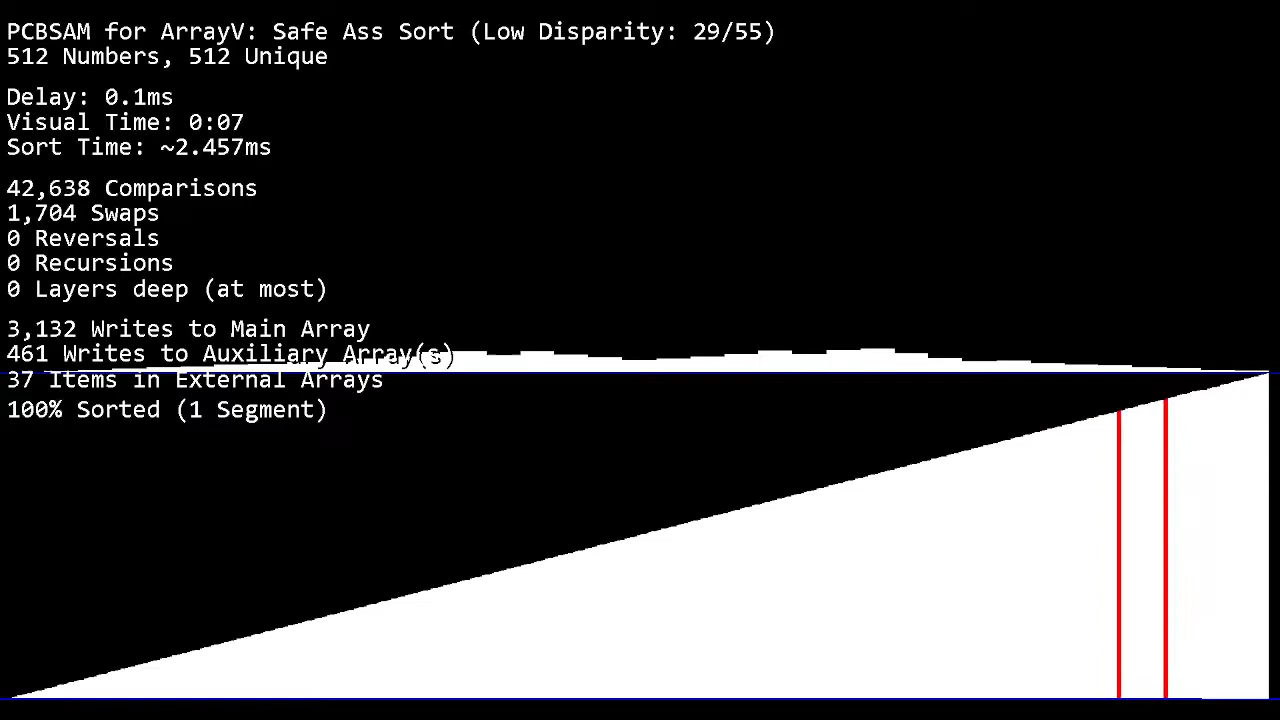 PCBSAM for ArrayV: Safe Ass Sort (Low Disparity: 29/55)
512 Numbers, 512 Unique
Delay: 0.1ms
Visual Time: 0:07
Sort Time: ~2.457ms
42,638 Comparisons
1,704 Swaps
0 Reversals
0 Recursions
0 Layers deep (at most)
3,132 Writes to Main Array
461 Writes to Auxiliary Array(s)
37 Items in External Arrays
100% Sorted (1 Segment)